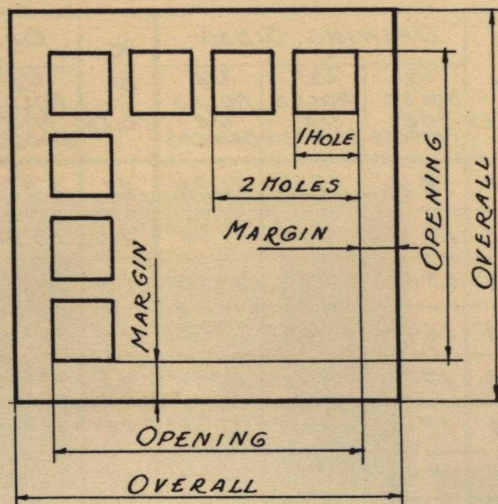 1 HOLE
2 HOLES
MARGIN
OPENING
OVERALL
MARGIN
OPENING
OVERALL